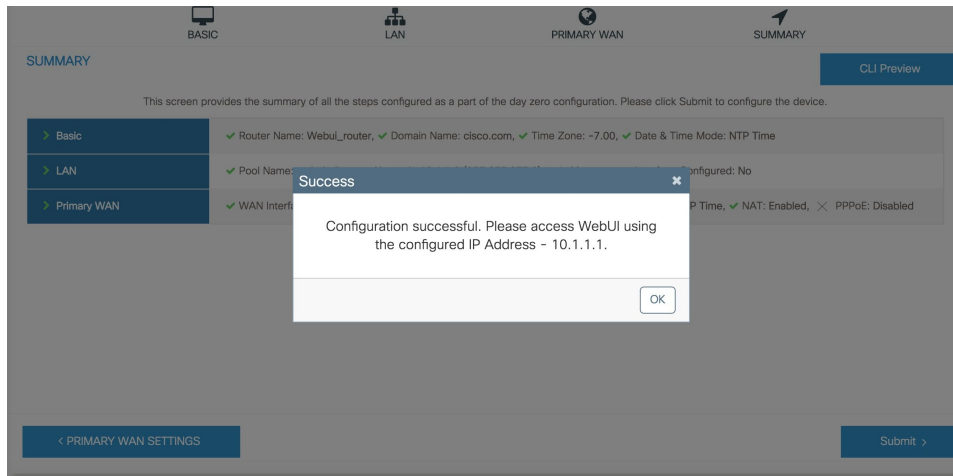 BASIC
LAN
PRIMARY WAN
SUMMARY
SUMMARY
CLI Preview
This screen provides the summary of all the steps configured as a part of the day zero configuration. Please click Submit to configure the device.
> Basic
✔ Router Name: Webui_router, ✔ Domain Name: cisco.com, ✔ Time Zone: -7.00, ✔ Date & Time Mode: NTP Time
> LAN
✔ Pool Name:
Configured: No
> Primary WAN
✔ WAN Interfa
P Time, ✔ NAT: Enabled, ✕ PPPoE: Disabled
Success
Configuration successful. Please access WebUI using
the configured IP Address - 10.1.1.1.
OK
< PRIMARY WAN SETTINGS
Submit >